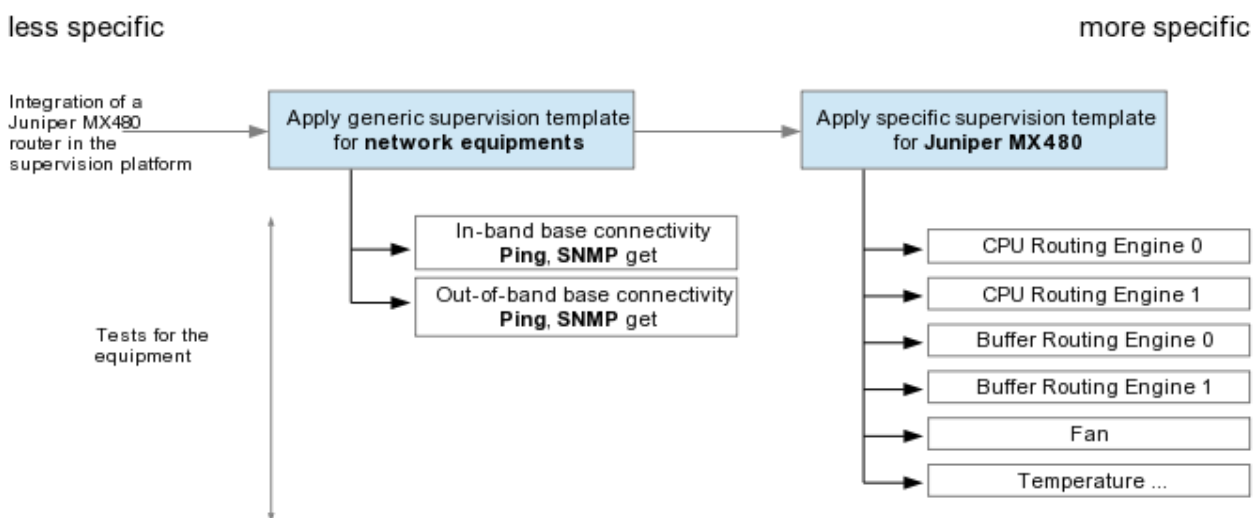 less specific
more specific
Integration of a
Juniper MX480
router in the
supervision platform
Apply generic supervision template
for network equipments
Apply specific supervision template
for Juniper MX480
In-band base connectivity
Ping, SNMP get
Out-of-band base connectivity
Ping, SNMP get
Tests for the
equipment
CPU Routing Engine 0
CPU Routing Engine 1
Buffer Routing Engine 0
Buffer Routing Engine 1
Fan
Temperature ...